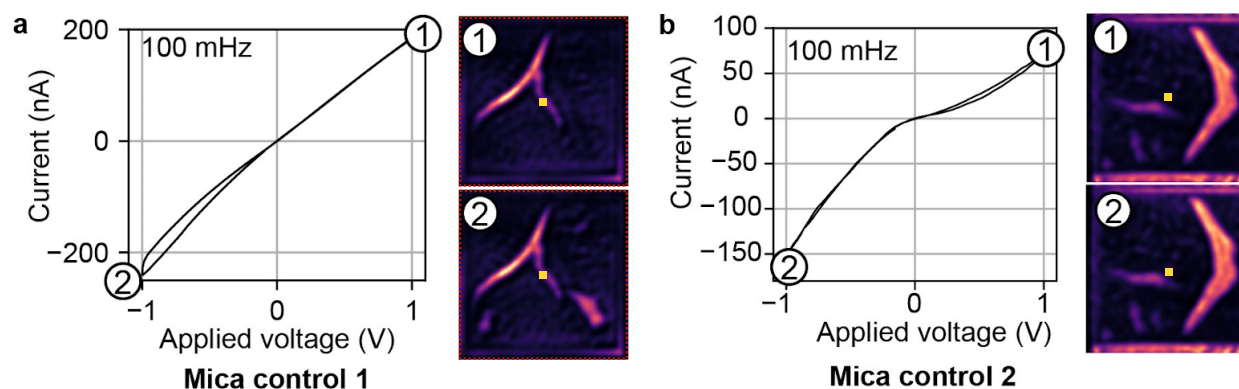 a
200
0
−200
Current (nA)
100 mHz
1
2
−1
0
1
Applied voltage (V)
1
2
Mica control 1
b
100
50
0
−50
−100
−150
Current (nA)
100 mHz
1
2
−1
0
1
Applied voltage (V)
1
2
Mica control 2